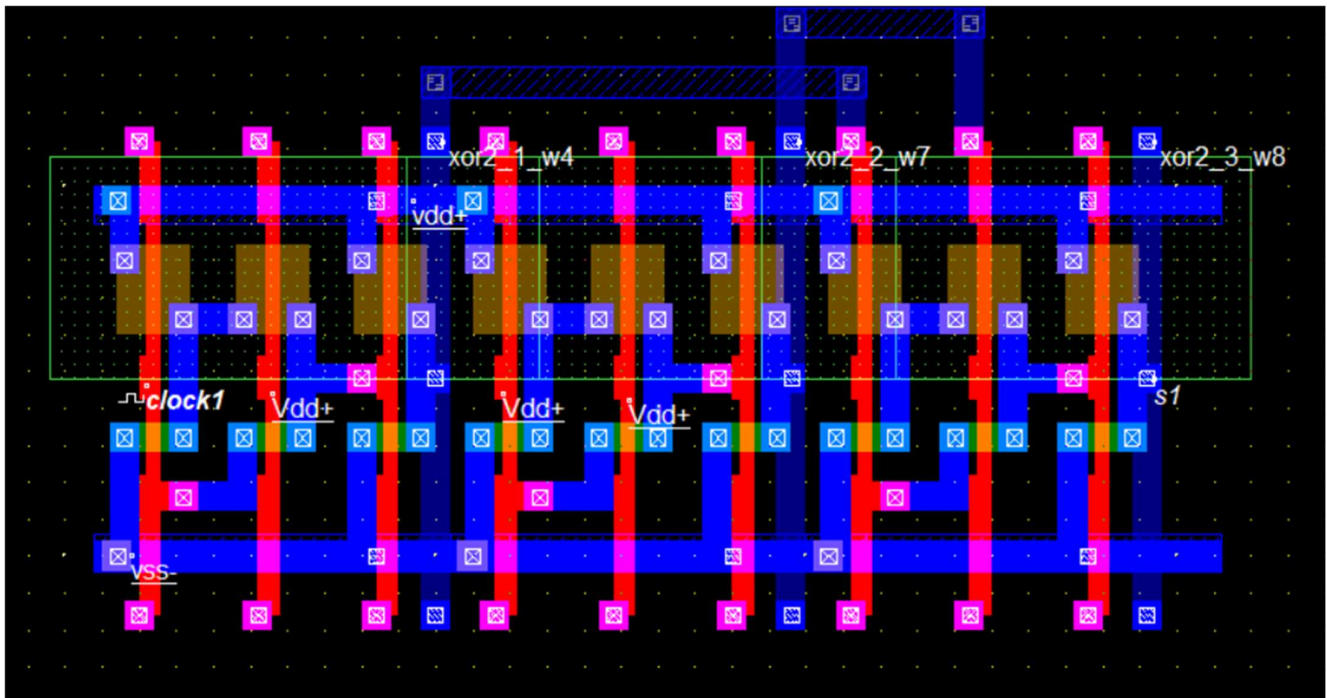 xor2_1_w4
xor2_2_w7
xor2_3_w8
vdd+
clock1
Vdd+
Vdd+
Vdd+
s1
vss-